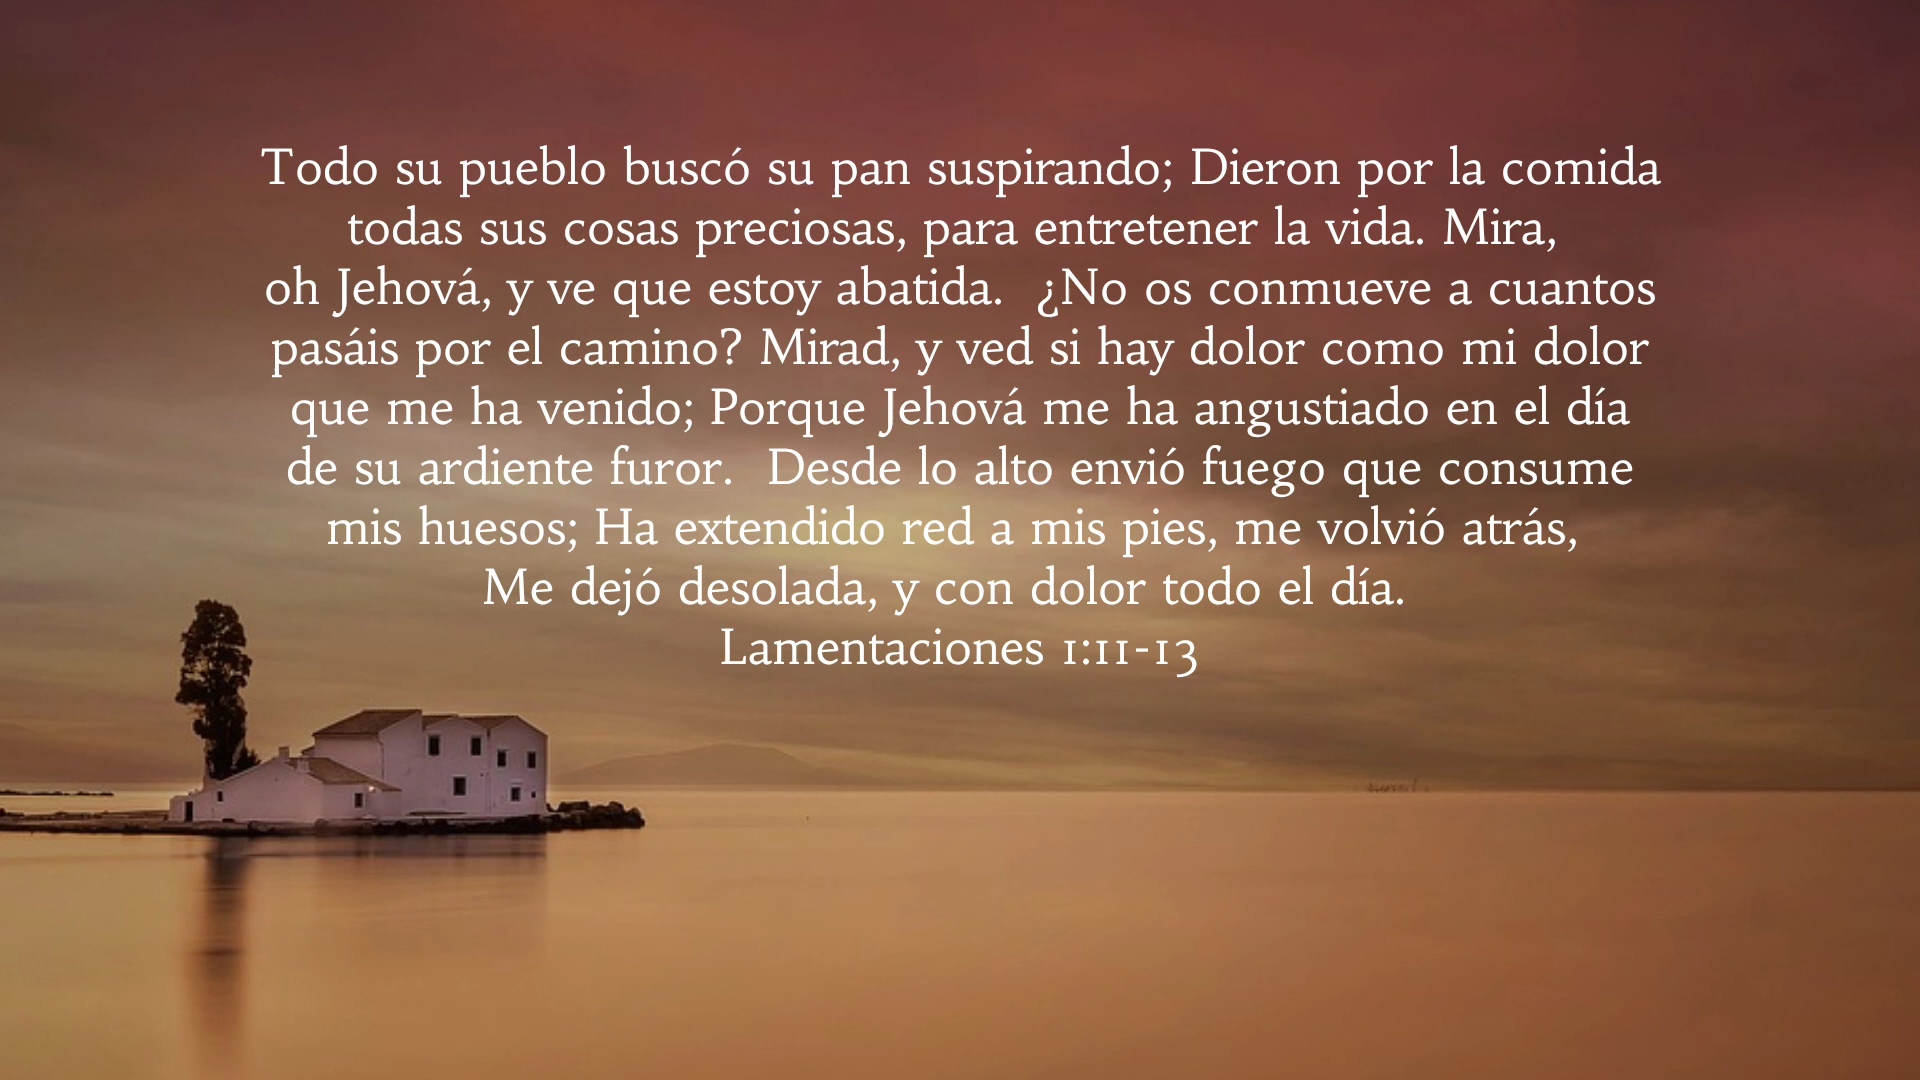 Todo su pueblo buscó su pan suspirando; Dieron por la comida
todas sus cosas preciosas, para entretener la vida. Mira,
oh Jehová, y ve que estoy abatida.  ¿No os conmueve a cuantos
pasáis por el camino? Mirad, y ved si hay dolor como mi dolor
que me ha venido; Porque Jehová me ha angustiado en el día
de su ardiente furor.  Desde lo alto envió fuego que consume
mis huesos; Ha extendido red a mis pies, me volvió atrás,
Me dejó desolada, y con dolor todo el día.
Lamentaciones 1:11-13